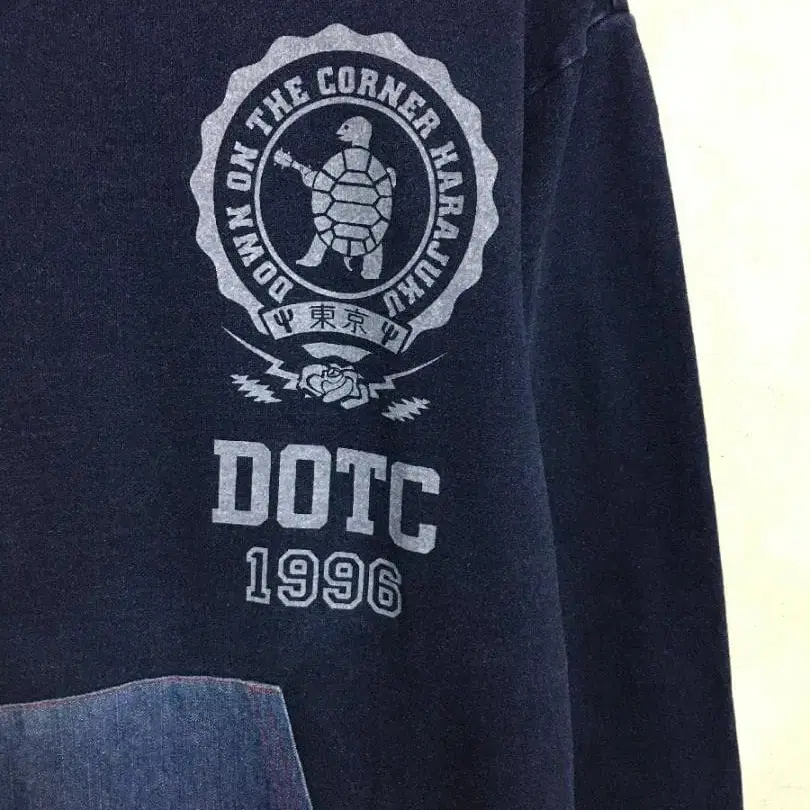 DOWN ON THE CORNER HARAJUKU
東京
DOTC
1996